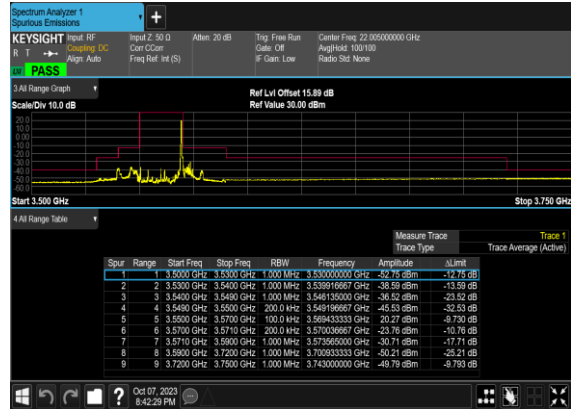 Spectrum Analyzer 1
Spurious Emissions
KEYSIGHT Input: RF Input Z: 50 Ω Atten: 20 dB Trig: Free Run Center Freq: 22.005000000 GHz
R T Coupling: DC Corr CCorr Gate: Off Avg|Hold: 100/100
Align: Auto Freq Ref: Int (S) IF Gain: Low Radio Std: None
PASS
3 All Range Graph
Ref Lvl Offset 15.89 dB
Scale/Div 10.0 dB Ref Value 30.00 dBm
20.0
10.0
0.00
-10.0
-20.0
-30.0
-40.0
-50.0
-60.0
Start 3.500 GHz Stop 3.750 GHz
4 All Range Table
Measure Trace Trace 1
Trace Type Trace Average (Active)
Spur Range Start Freq Stop Freq RBW Frequency Amplitude ΔLimit
1 1 3.5000 GHz 3.5300 GHz 1.000 MHz 3.530000000 GHz -52.75 dBm -12.75 dB
2 2 3.5300 GHz 3.5400 GHz 1.000 MHz 3.539916667 GHz -38.59 dBm -13.59 dB
3 3 3.5400 GHz 3.5490 GHz 1.000 MHz 3.546135000 GHz -36.52 dBm -23.52 dB
4 4 3.5490 GHz 3.5500 GHz 200.0 kHz 3.549196667 GHz -45.53 dBm -32.53 dB
5 5 3.5500 GHz 3.5700 GHz 100.0 kHz 3.569433333 GHz 20.27 dBm -9.730 dB
6 6 3.5700 GHz 3.5710 GHz 200.0 kHz 3.570036667 GHz -23.76 dBm -10.76 dB
7 7 3.5710 GHz 3.5900 GHz 1.000 MHz 3.573565000 GHz -30.71 dBm -17.71 dB
8 8 3.5900 GHz 3.7200 GHz 1.000 MHz 3.700933333 GHz -50.21 dBm -25.21 dB
9 9 3.7200 GHz 3.7500 GHz 1.000 MHz 3.743000000 GHz -49.79 dBm -9.793 dB
Oct 07, 2023
8:42:29 PM